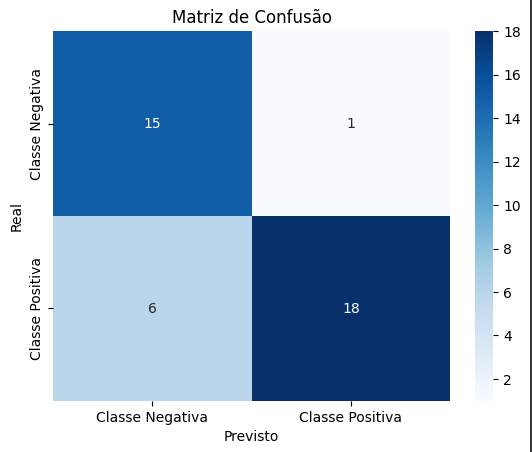 Matriz de Confusão
Classe Negativa
Classe Positiva
Real
15
1
6
18
Classe Negativa
Classe Positiva
Previsto
18
16
14
12
10
8
6
4
2